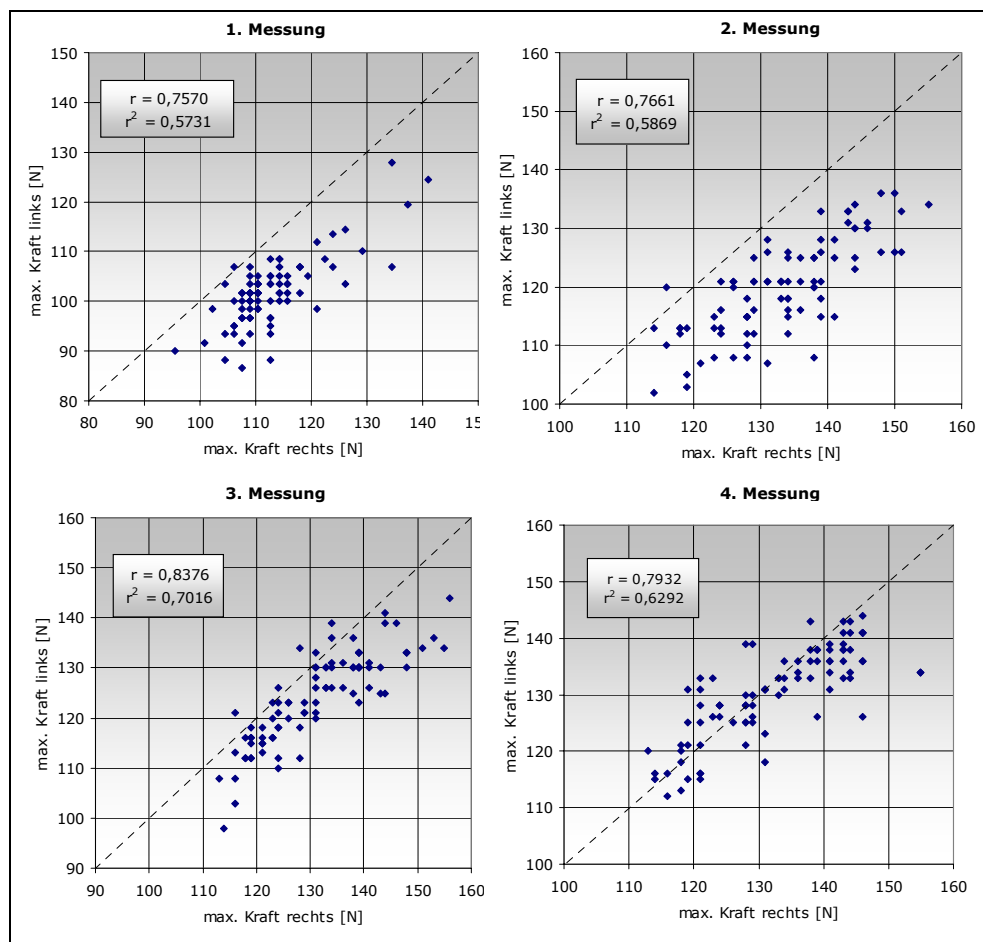 1. Messung
150
140
130
120
110
100
90
80
80 90 100 110 120 130 140 15
max. Kraft links [N]
max. Kraft rechts [N]
r = 0,7570
r² = 0,5731
2. Messung
160
150
140
130
120
110
100
100 110 120 130 140 150 160
max. Kraft links [N]
max. Kraft rechts [N]
r = 0,7661
r² = 0,5869
3. Messung
160
150
140
130
120
110
100
90
90 100 110 120 130 140 150 160
max. Kraft links [N]
max. Kraft rechts [N]
r = 0,8376
r² = 0,7016
4. Messung
160
150
140
130
120
110
100
100 110 120 130 140 150 160
max. Kraft links [N]
max. Kraft rechts [N]
r = 0,7932
r² = 0,6292